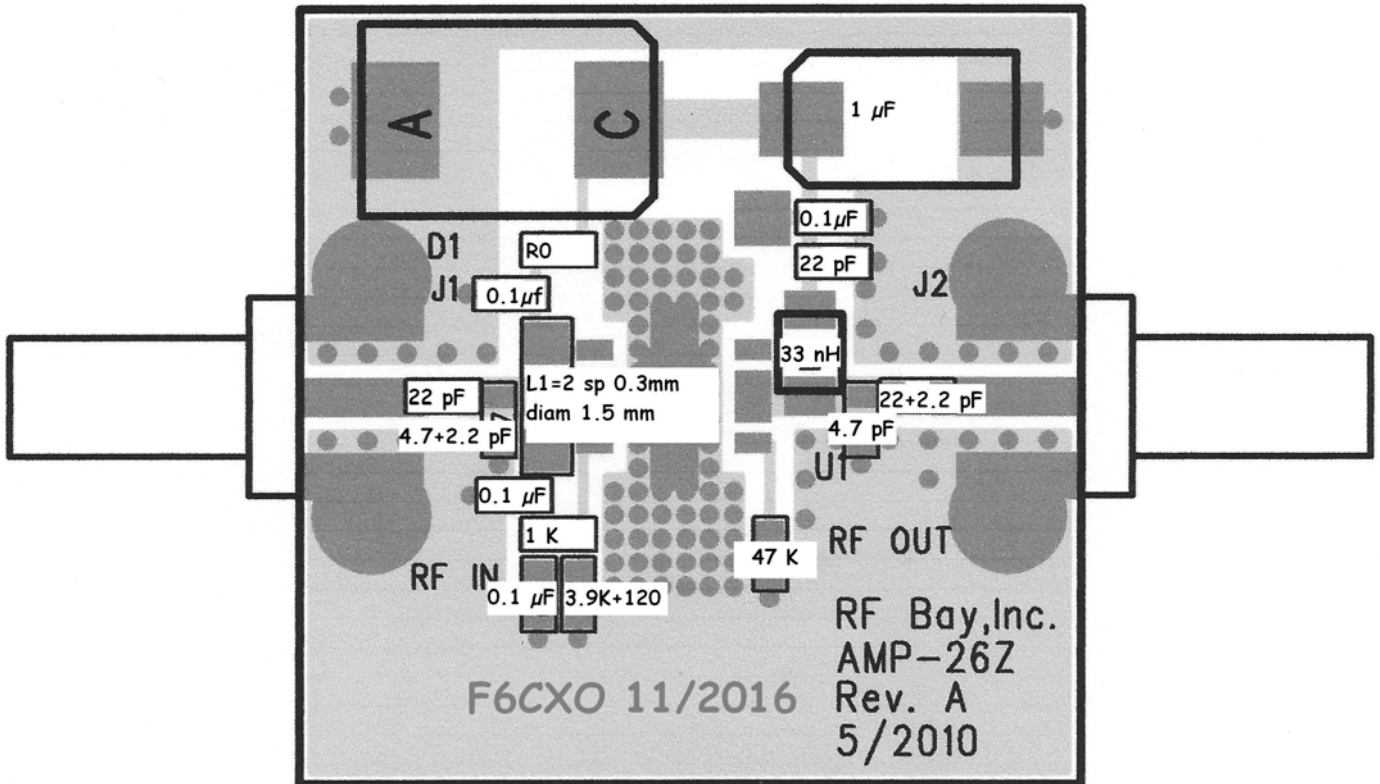 A
C
1 µF
0.1µF
D1
R0
22 pF
J1
0.1µf
J2
33 nH
L1=2 sp 0.3mm
diam 1.5 mm
22 pF
22+2.2 pF
4.7+2.2 pF
4.7 pF
U1
0.1 µF
1 K
47 K
RF OUT
RF IN
0.1 µF
3.9K+120
RF Bay,Inc.
AMP-26Z
F6CXO 11/2016
Rev. A
5/2010